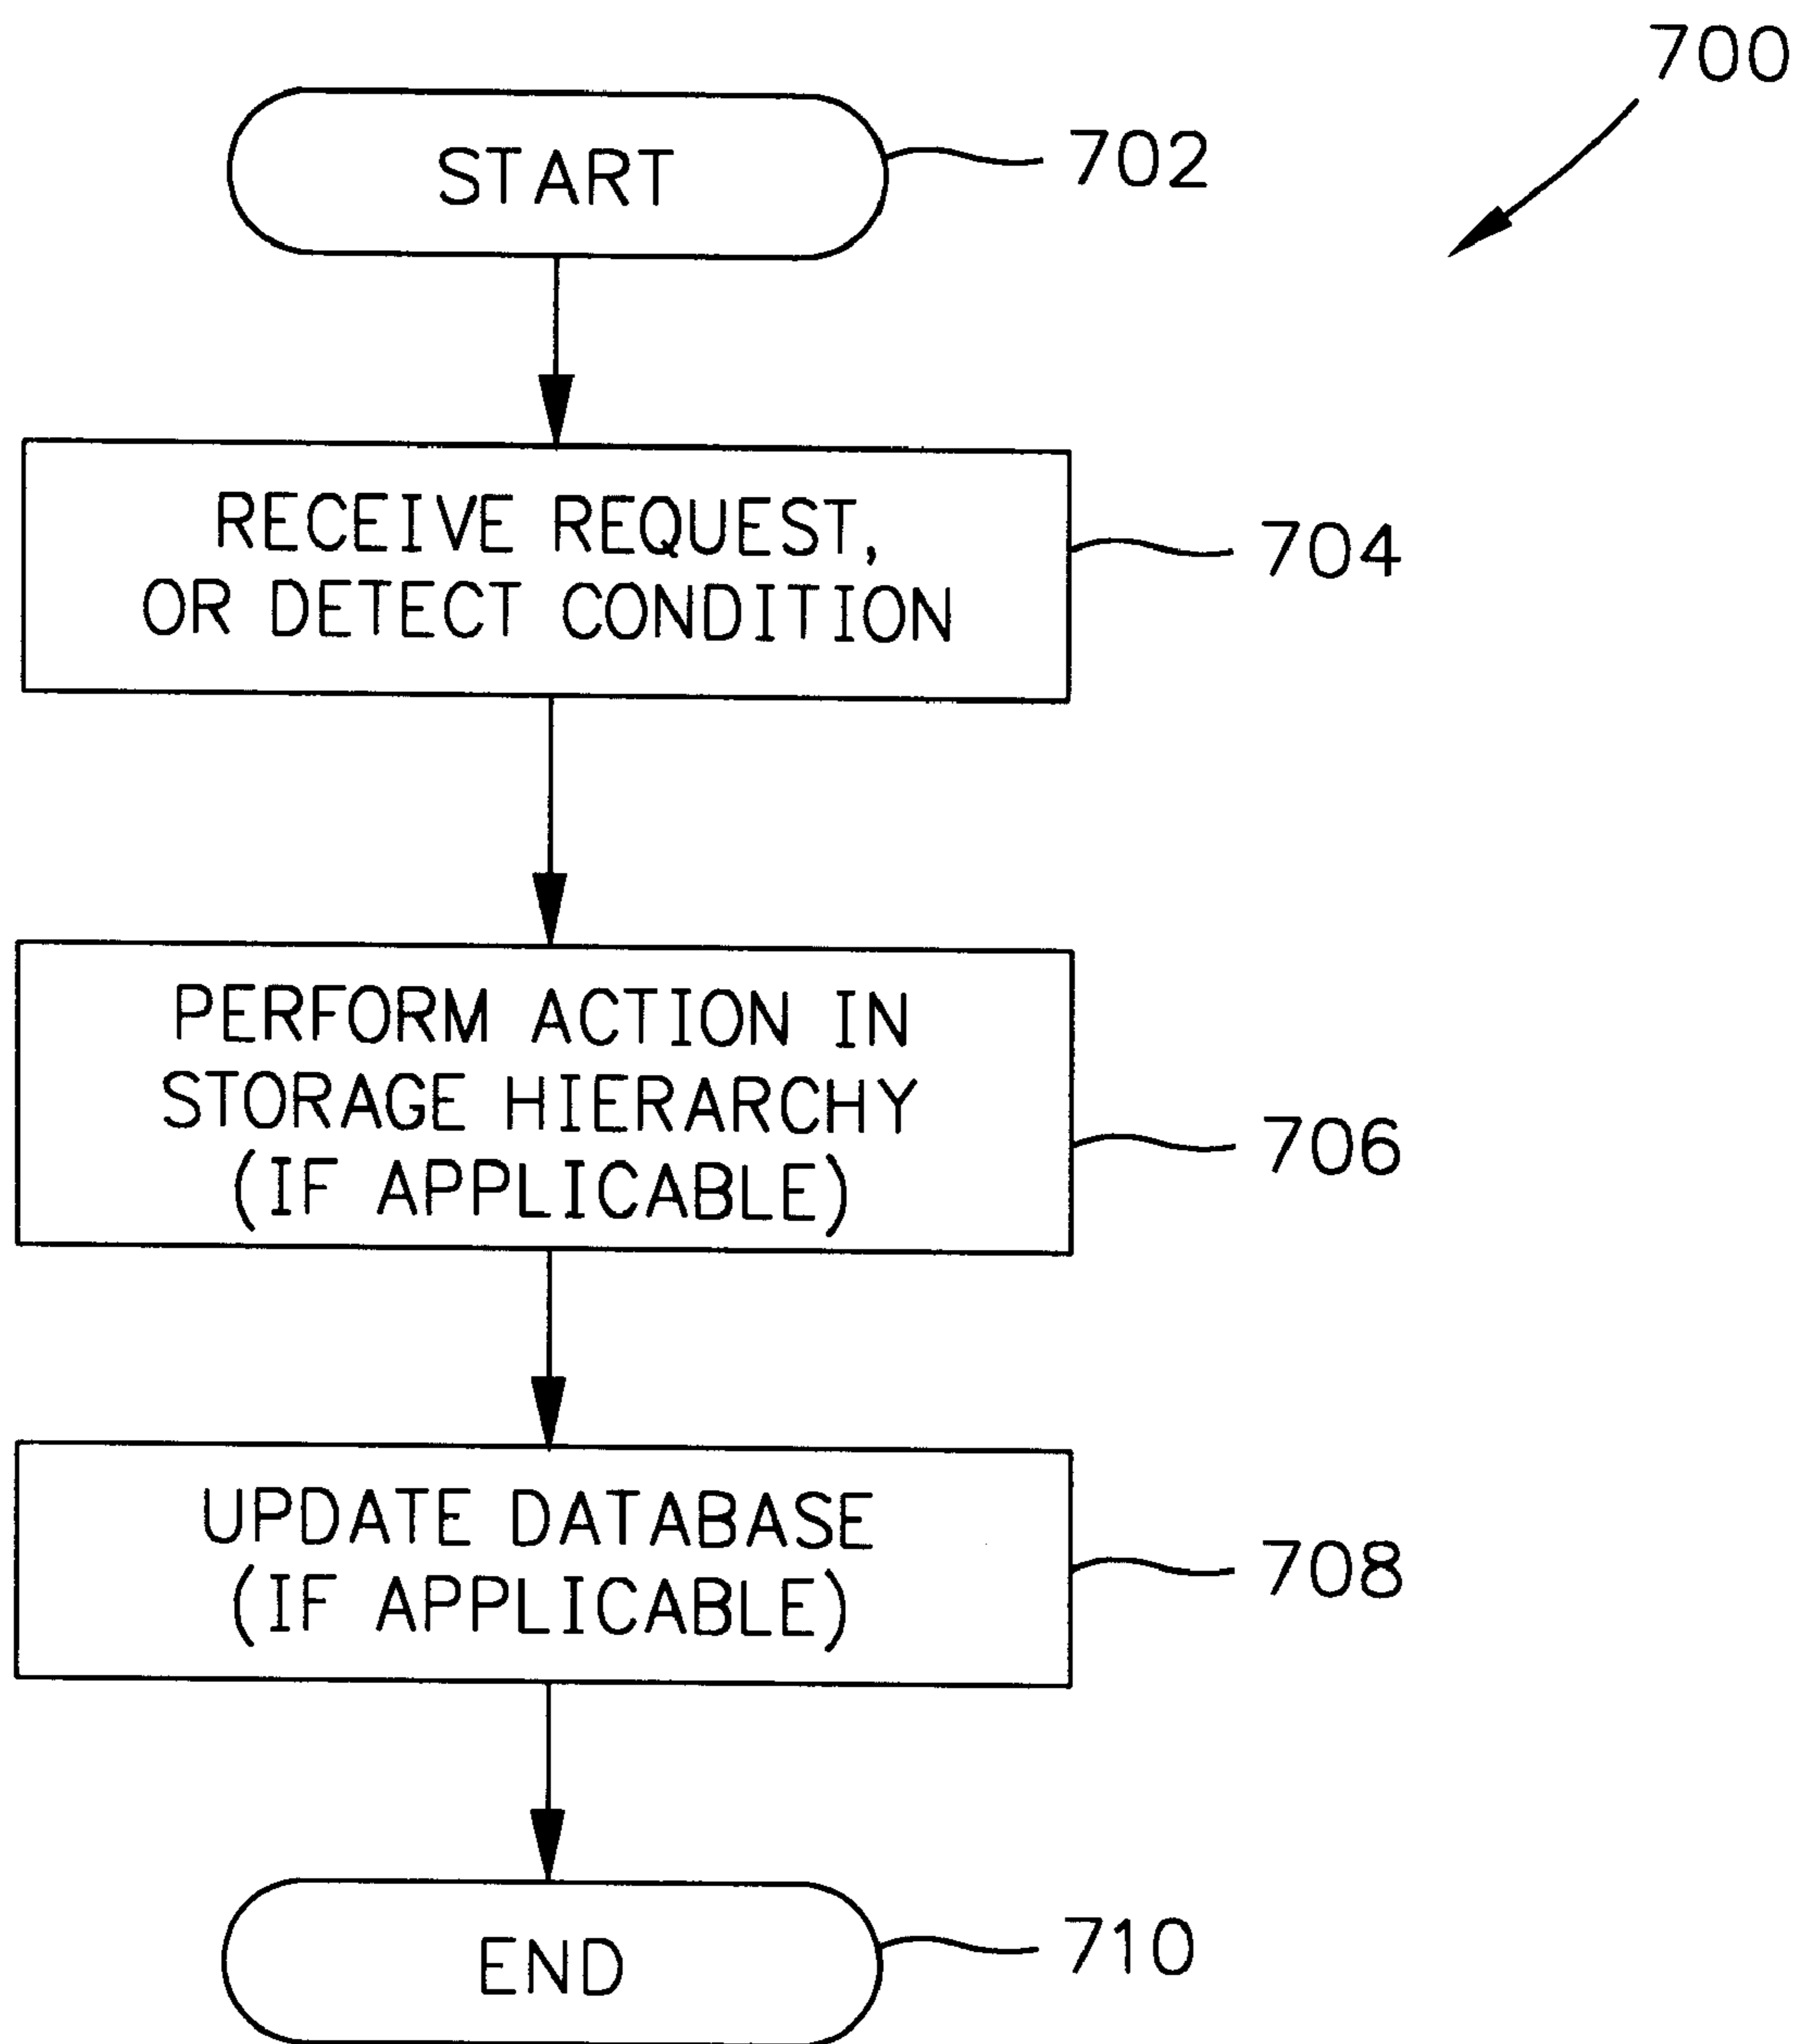 700
START
702
RECEIVE REQUEST,
OR DETECT CONDITION
704
PERFORM ACTION IN
STORAGE HIERARCHY
(IF APPLICABLE)
706
UPDATE DATABASE
(IF APPLICABLE)
708
END
710